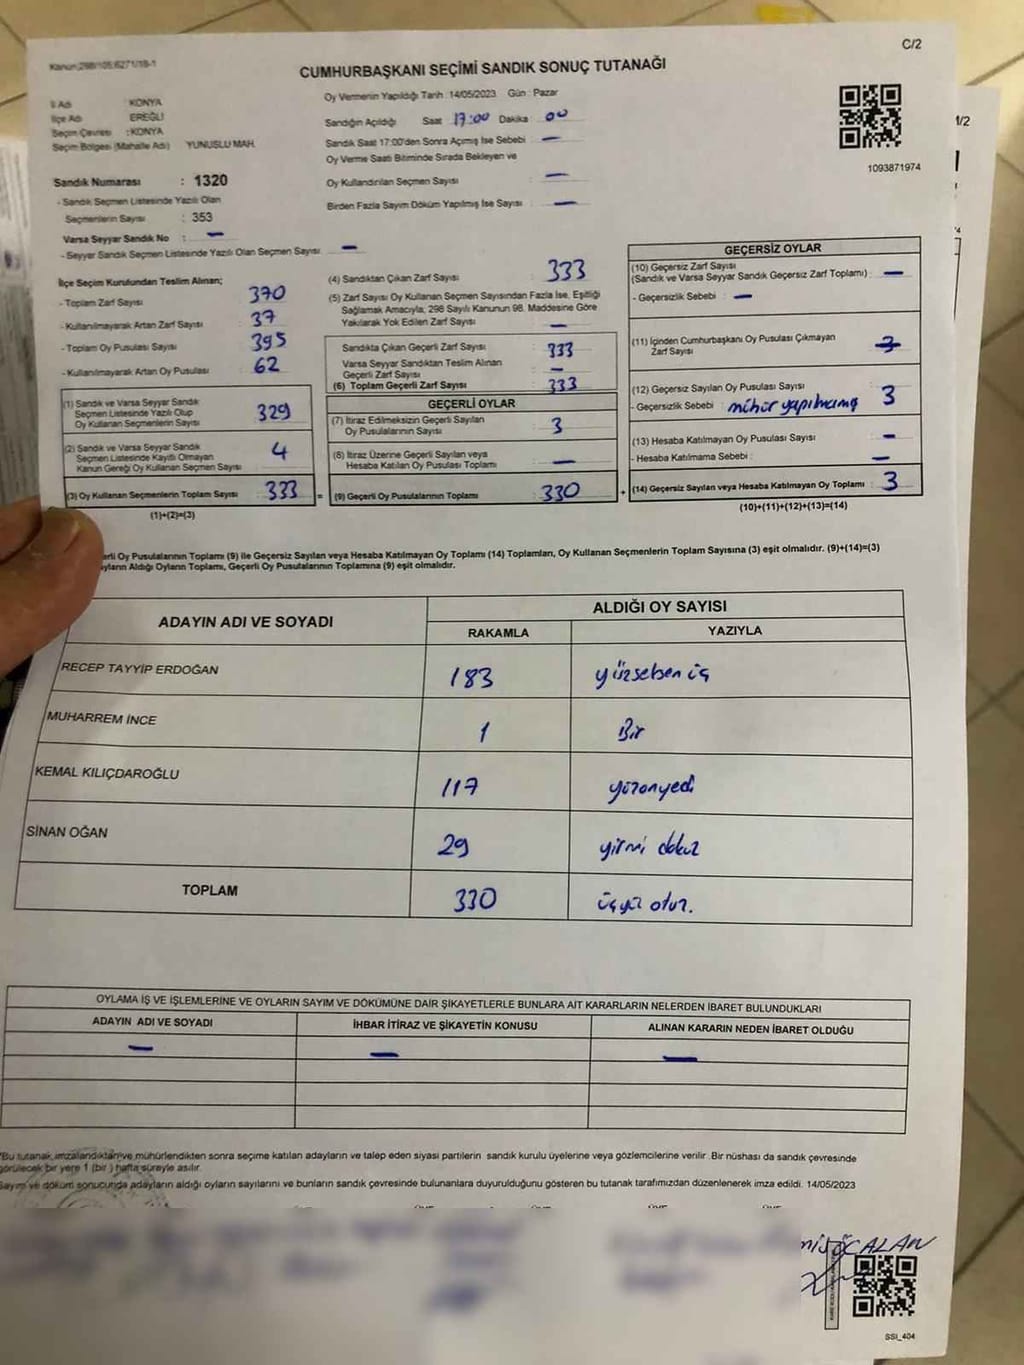 C/2
Kanun:298/105;6271/18-1
CUMHURBAŞKANI SEÇİMİ SANDIK SONUÇ TUTANAĞI
İl Adı : KONYA
İlçe Adı : EREĞLİ
Seçim Çevresi : KONYA
Seçim Bölgesi (Mahalle Adı) YUNUSLU MAH.
Oy Vermenin Yapıldığı Tarih :14/05/2023 Gün : Pazar
Sandığın Açıldığı Saat 17:00 Dakika : 00
Sandık Saat 17:00'den Sonra Açımış İse Sebebi : —
Oy Verme Saati Bitiminde Sırada Bekleyen ve
Oy Kullandırılan Seçmen Sayısı : —
Birden Fazla Sayım Döküm Yapılmış İse Sayısı : —
1093871974
M/2
Sandık Numarası : 1320
- Sandık Seçmen Listesinde Yazılı Olan
Seçmenlerin Sayısı : 353
Varsa Seyyar Sandık No : —
- Seyyar Sandık Seçmen Listesinde Yazılı Olan Seçmen Sayısı: —
İlçe Seçim Kurulundan Teslim Alınan;
- Toplam Zarf Sayısı : 370
- Kullanılmayarak Artan Zarf Sayısı : 37
- Toplam Oy Pusulası Sayısı : 395
- Kullanılmayarak Artan Oy Pusulası : 62
(1) Sandık ve Varsa Seyyar Sandık
Seçmen Listesinde Yazılı Olup
Oy Kullanan Seçmenlerin Sayısı : 329
(2) Sandık ve Varsa Seyyar Sandık
Seçmen Listesinde Kayıtlı Olmayan
Kanun Gereği Oy Kullanan Seçmen Sayısı : 4
(3) Oy Kullanan Seçmenlerin Toplam Sayısı : 333 =
(1)+(2)=(3)
(4) Sandıktan Çıkan Zarf Sayısı : 333
(5) Zarf Sayısı Oy Kullanan Seçmen Sayısından Fazla İse, Eşitliği
Sağlamak Amacıyla; 298 Sayılı Kanunun 98. Maddesine Göre
Yakılarak Yok Edilen Zarf Sayısı : —
Sandıkta Çıkan Geçerli Zarf Sayısı : 333
Varsa Seyyar Sandıktan Teslim Alınan
Geçerli Zarf Sayısı : —
(6) Toplam Geçerli Zarf Sayısı : 333
GEÇERLİ OYLAR
(7) İtiraz Edilmeksizin Geçerli Sayılan
Oy Pusulalarının Sayısı : 3
(8) İtiraz Üzerine Geçerli Sayılan veya
Hesaba Katılan Oy Pusulası Toplamı : —
(9) Geçerli Oy Pusulalarının Toplamı : 330 +
GEÇERSİZ OYLAR
(10) Geçersiz Zarf Sayısı
(Sandık ve Varsa Seyyar Sandık Geçersiz Zarf Toplamı) : —
- Geçersizlik Sebebi : —
(11) İçinden Cumhurbaşkanı Oy Pusulası Çıkmayan
Zarf Sayısı :
(12) Geçersiz Sayılan Oy Pusulası Sayısı : 3
- Geçersizlik Sebebi : mühür yapılmamış
(13) Hesaba Katılmayan Oy Pusulası Sayısı : —
- Hesaba Katılmama Sebebi : —
(14) Geçersiz Sayılan veya Hesaba Katılmayan Oy Toplamı : 3
(10)+(11)+(12)+(13)=(14)
erli Oy Pusulalarının Toplamı (9) ile Geçersiz Sayılan veya Hesaba Katılmayan Oy Toplamı (14) Toplamları, Oy Kullanan Seçmenlerin Toplam Sayısına (3) eşit olmalıdır. (9)+(14)=(3)
yların Aldığı Oyların Toplamı, Geçerli Oy Pusulalarının Toplamına (9) eşit olmalıdır.
ADAYIN ADI VE SOYADI ALDIĞI OY SAYISI
RAKAMLA YAZIYLA
RECEP TAYYİP ERDOĞAN 183 yüzseksen üç
MUHARREM İNCE 1 Bir
KEMAL KILIÇDAROĞLU 117 yüzonyedi
SİNAN OĞAN 29 yirmi dokuz
TOPLAM 330 üçyüz otuz.
OYLAMA İŞ VE İŞLEMLERİNE VE OYLARIN SAYIM VE DÖKÜMÜNE DAİR ŞİKAYETLERLE BUNLARA AİT KARARLARIN NELERDEN İBARET BULUNDUKLARI
ADAYIN ADI VE SOYADI İHBAR İTİRAZ VE ŞİKAYETİN KONUSU ALINAN KARARIN NEDEN İBARET OLDUĞU
— — —
Bu tutanak,imzalandıktan ve mühürlendikten sonra seçime katılan adayların ve talep eden siyasi partilerin sandık kurulu üyelerine veya gözlemcilerine verilir .Bir nüshası da sandık çevresinde
görülecek bir yere 1 (bir ) hafta süreyle asılır.
Sayım ve döküm sonucunda adayların aldığı oyların sayılarını ve bunların sandık çevresinde bulunanlara duyurulduğunu gösteren bu tutanak tarafımızdan düzenlenerek imza edildi. 14/05/2023
ÖCALAN
SSI_404